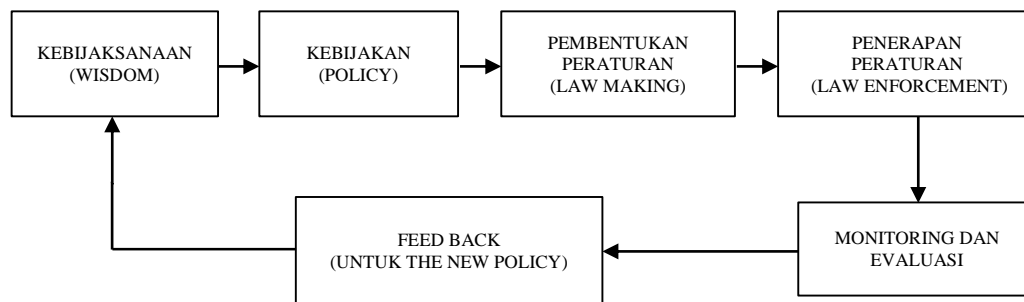 KEBIJAKSANAAN
(WISDOM)
KEBIJAKAN
(POLICY)
PEMBENTUKAN
PERATURAN
(LAW MAKING)
PENERAPAN
PERATURAN
(LAW ENFORCEMENT)
MONITORING DAN
EVALUASI
FEED BACK
(UNTUK THE NEW POLICY)